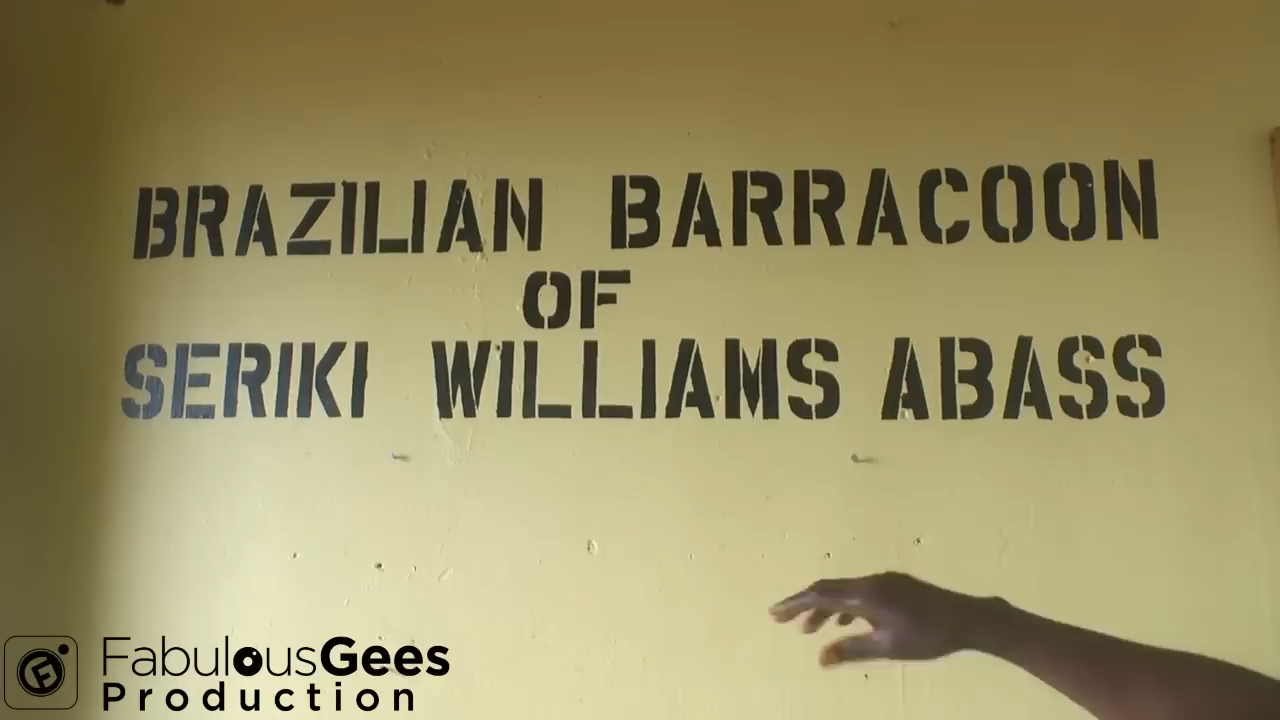 BRAZILIAN BARRACOON
OF
SERIKI WILLIAMS ABASS
FabulousGees
Production